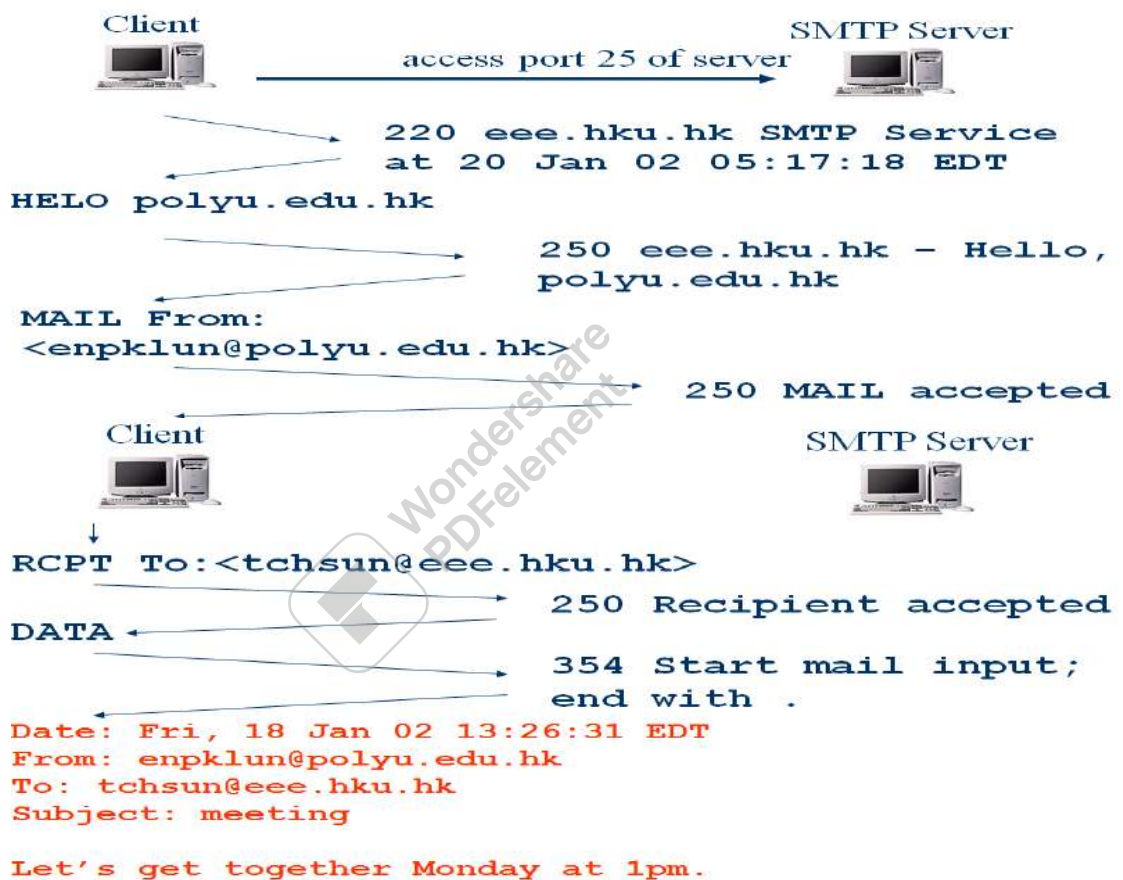 Client
SMTP Server
access port 25 of server
220 eee.hku.hk SMTP Service
at 20 Jan 02 05:17:18 EDT
HELO polyu.edu.hk
250 eee.hku.hk – Hello,
polyu.edu.hk
MAIL From:
<enpklun@polyu.edu.hk>
250 MAIL accepted
Client
SMTP Server
RCPT To:<tchsun@eee.hku.hk>
250 Recipient accepted
DATA
354 Start mail input;
end with .
Date: Fri, 18 Jan 02 13:26:31 EDT
From: enpklun@polyu.edu.hk
To: tchsun@eee.hku.hk
Subject: meeting
Let's get together Monday at 1pm.
Wondershare
PDFelement